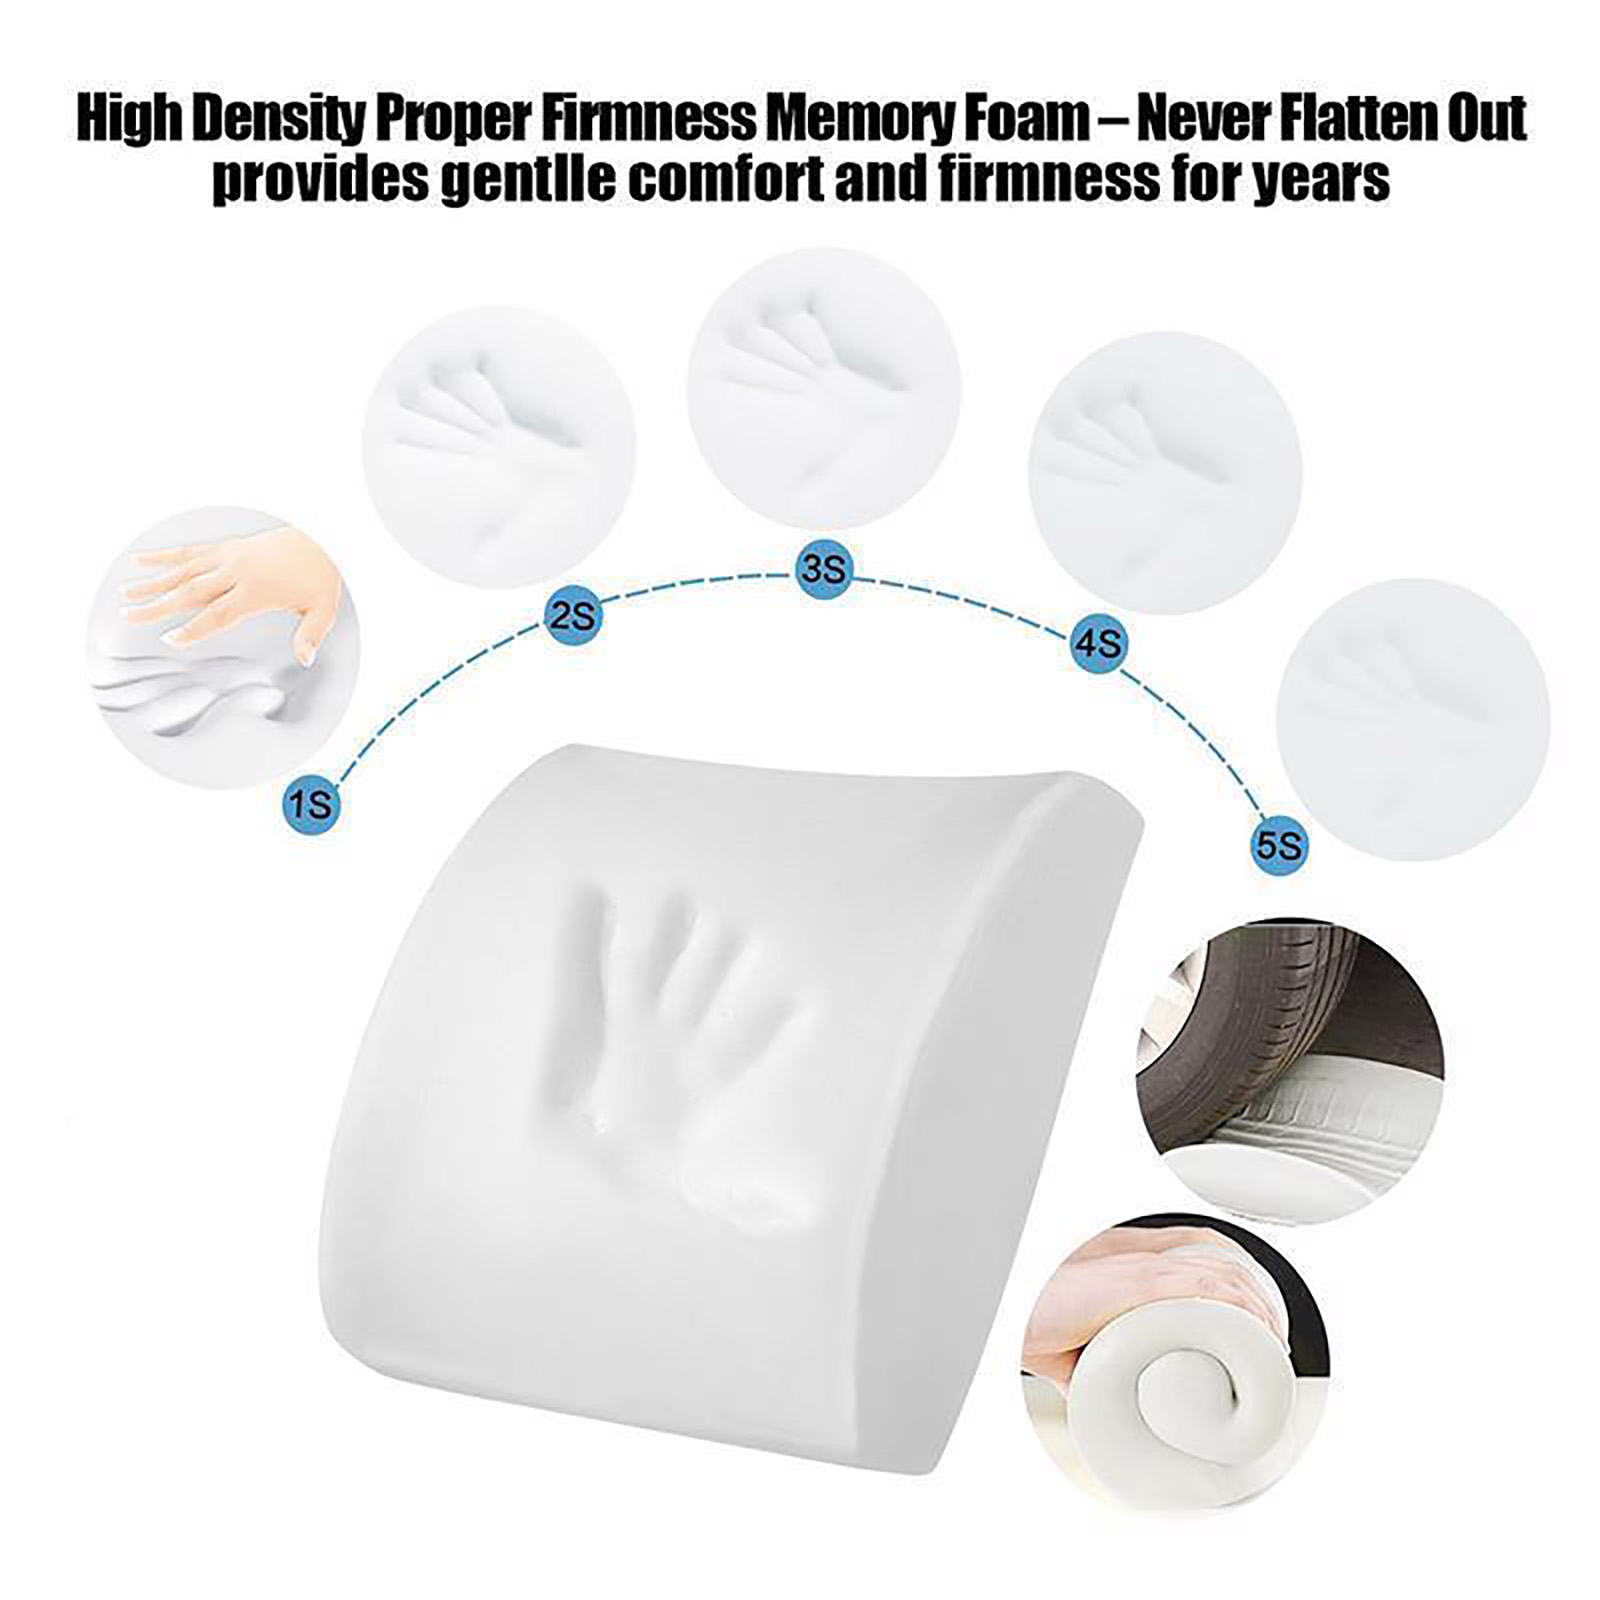 High Density Proper Firmness Memory Foam – Never Flatten Out
provides gentlle comfort and firmness for years
3S
2S
4S
1S
5S